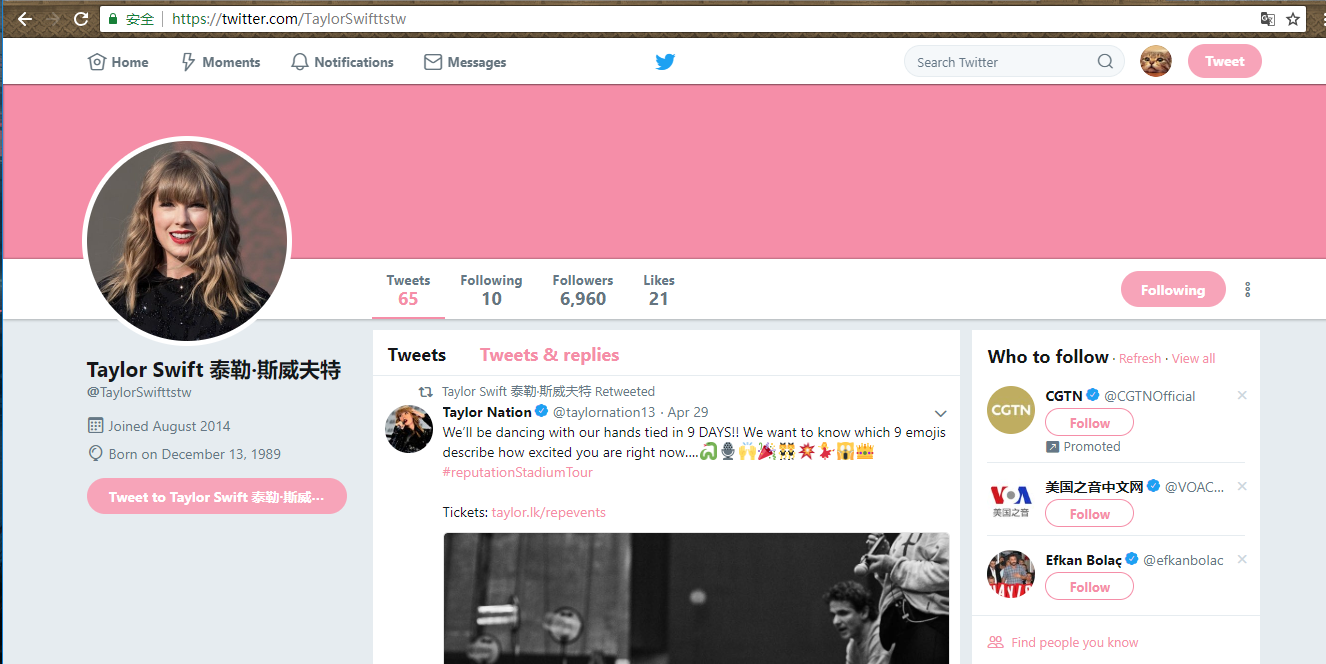 安全
https://twitter.com/TaylorSwifttstw
Home
Moments
Notifications
Messages
Search Twitter
Tweet
Tweets
65
Following
10
Followers
6,960
Likes
21
Following
Taylor Swift 泰勒·斯威夫特
@TaylorSwifttstw
Joined August 2014
Born on December 13, 1989
Tweet to Taylor Swift 泰勒·斯威···
Tweets
Tweets & replies
Taylor Swift 泰勒·斯威夫特 Retweeted
Taylor Nation @taylornation13 · Apr 29
We'll be dancing with our hands tied in 9 DAYS!! We want to know which 9 emojis
describe how excited you are right now....🐍🎙️🙌🎉👯💥💃🙀👑
#reputationStadiumTour
Tickets: taylor.lk/repevents
Who to follow · Refresh · View all
CGTN
CGTN @CGTNOfficial
Follow
Promoted
VOA
美国之音
美国之音中文网 @VOAC...
Follow
Efkan Bolaç @efkanbolac
Follow
Find people you know